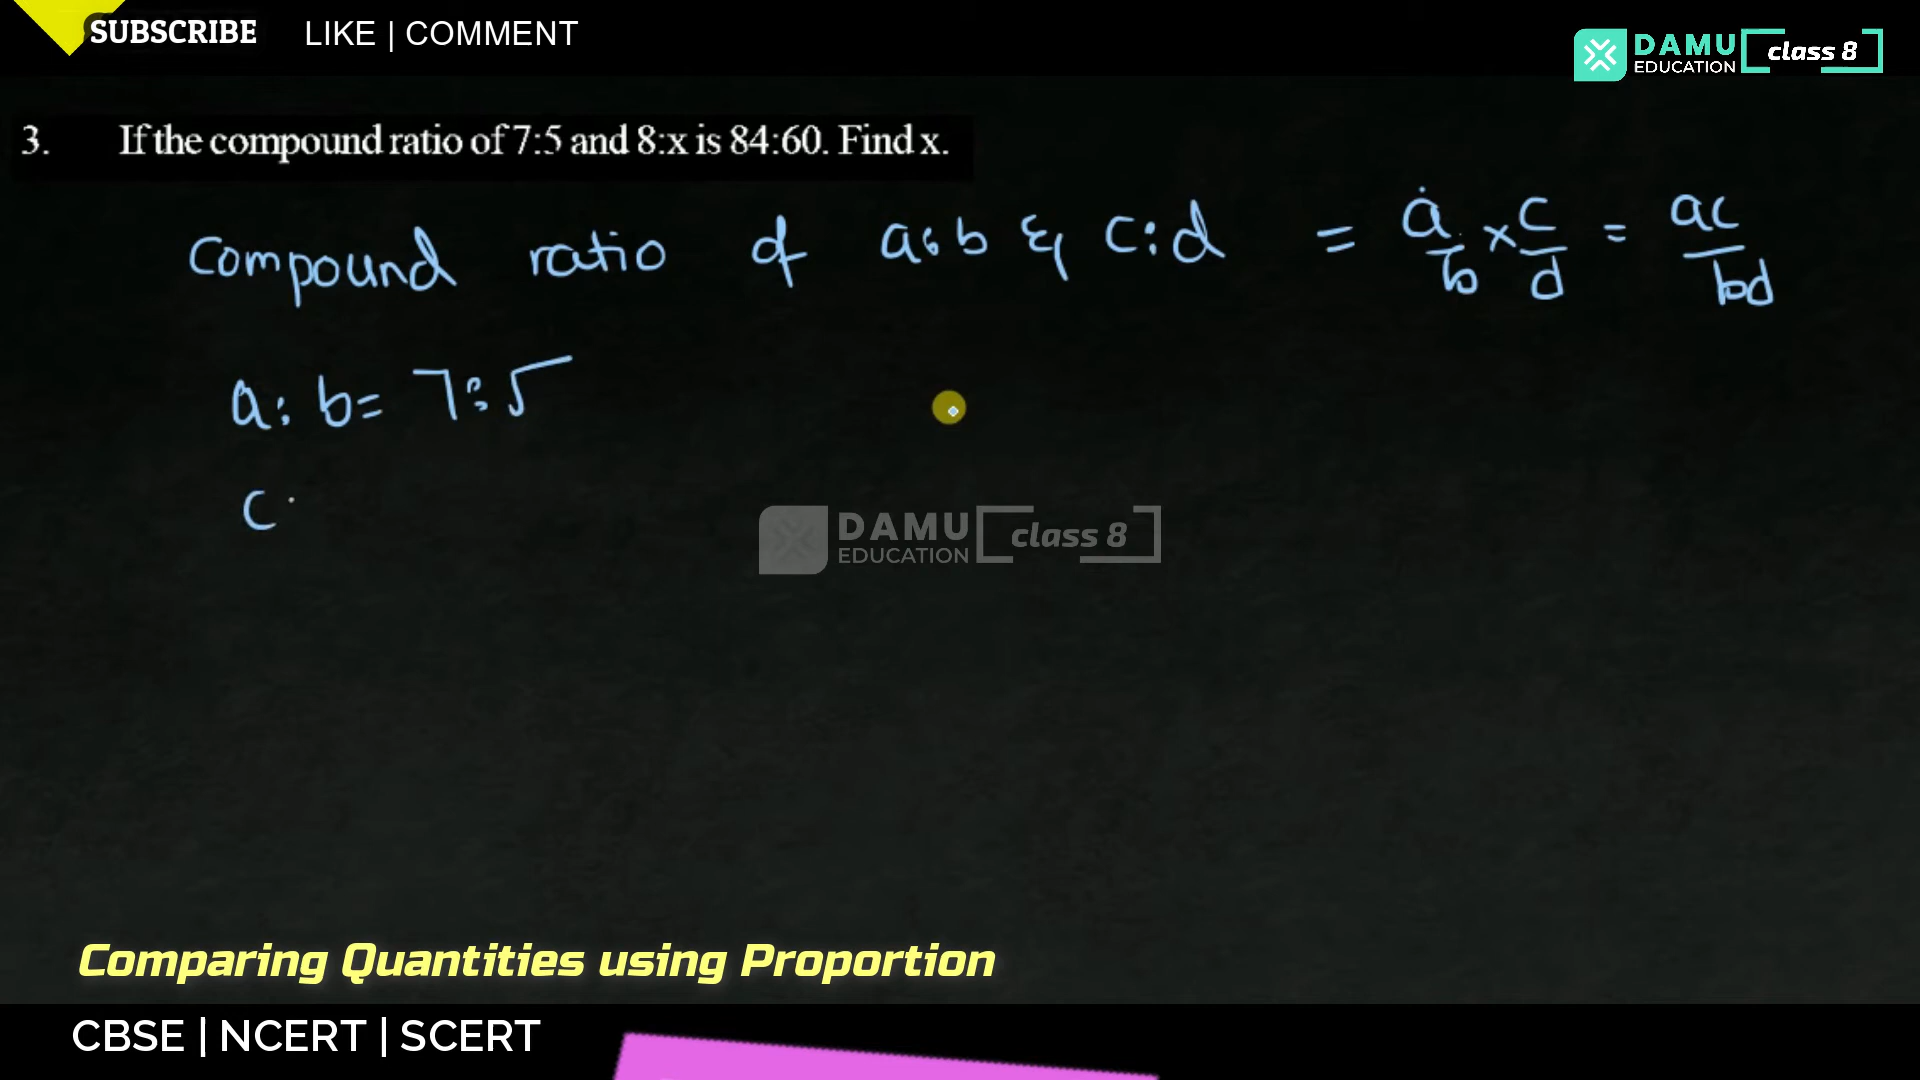 SUBSCRIBE LIKE | COMMENT
DAMU EDUCATION class 8
3. If the compound ratio of 7:5 and 8:x is 84:60. Find x.
Compound ratio of a:b & c:d = a/b × c/d = ac/bd
a:b = 7:5
c
DAMU EDUCATION class 8
Comparing Quantities using Proportion
CBSE | NCERT | SCERT